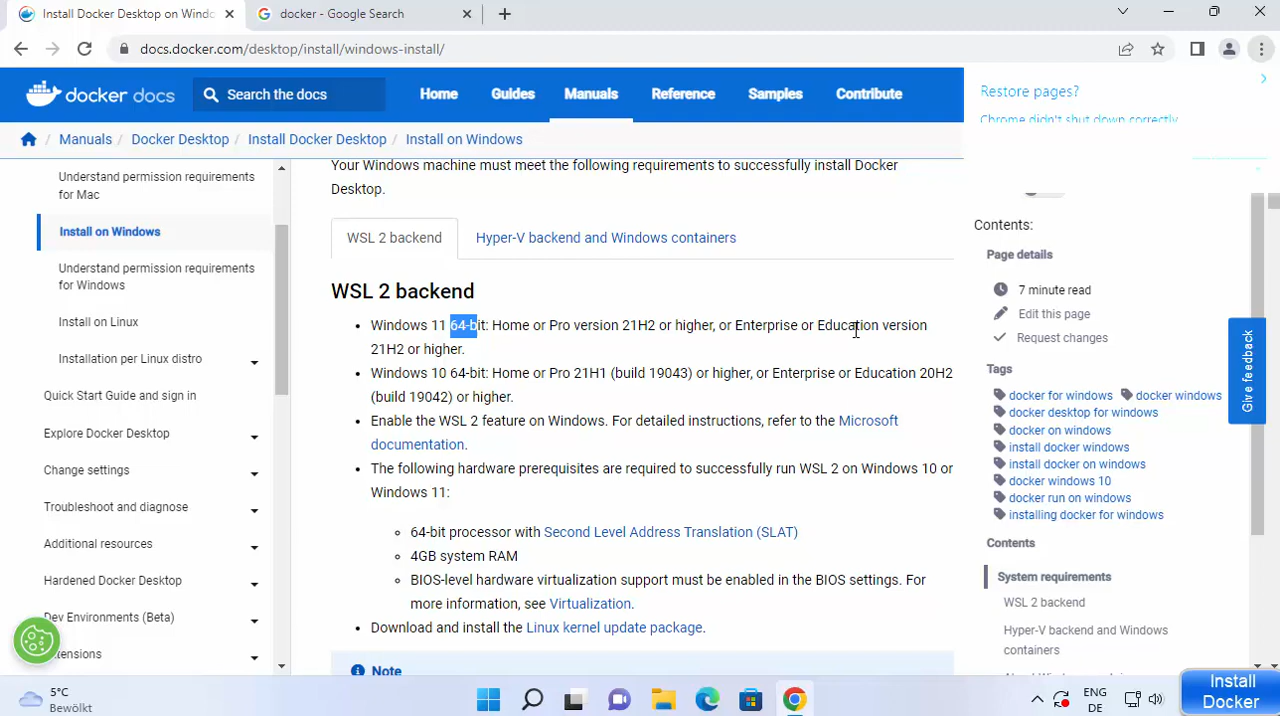 Install Docker Desktop on Windo
docker - Google Search
docs.docker.com/desktop/install/windows-install/
docker docs
Search the docs
Home
Guides
Manuals
Reference
Samples
Contribute
Restore pages?
Chrome didn't shut down correctly
/ Manuals / Docker Desktop / Install Docker Desktop / Install on Windows
Understand permission requirements
for Mac
Install on Windows
Understand permission requirements
for Windows
Install on Linux
Installation per Linux distro
Quick Start Guide and sign in
Explore Docker Desktop
Change settings
Troubleshoot and diagnose
Additional resources
Hardened Docker Desktop
Dev Environments (Beta)
tensions
Your Windows machine must meet the following requirements to successfully install Docker
Desktop.
WSL 2 backend
Hyper-V backend and Windows containers
WSL 2 backend
• Windows 11 64-bit: Home or Pro version 21H2 or higher, or Enterprise or Education version
21H2 or higher.
• Windows 10 64-bit: Home or Pro 21H1 (build 19043) or higher, or Enterprise or Education 20H2
(build 19042) or higher.
• Enable the WSL 2 feature on Windows. For detailed instructions, refer to the Microsoft
documentation.
• The following hardware prerequisites are required to successfully run WSL 2 on Windows 10 or
Windows 11:
◦ 64-bit processor with Second Level Address Translation (SLAT)
◦ 4GB system RAM
◦ BIOS-level hardware virtualization support must be enabled in the BIOS settings. For
more information, see Virtualization.
• Download and install the Linux kernel update package.
Note
Contents:
Page details
7 minute read
Edit this page
Request changes
Tags
docker for windows
docker windows
docker desktop for windows
docker on windows
install docker windows
install docker on windows
docker windows 10
docker run on windows
installing docker for windows
Contents
System requirements
WSL 2 backend
Hyper-V backend and Windows
containers
Give feedback
Install
Docker
5°C
Bewölkt
ENG
DE